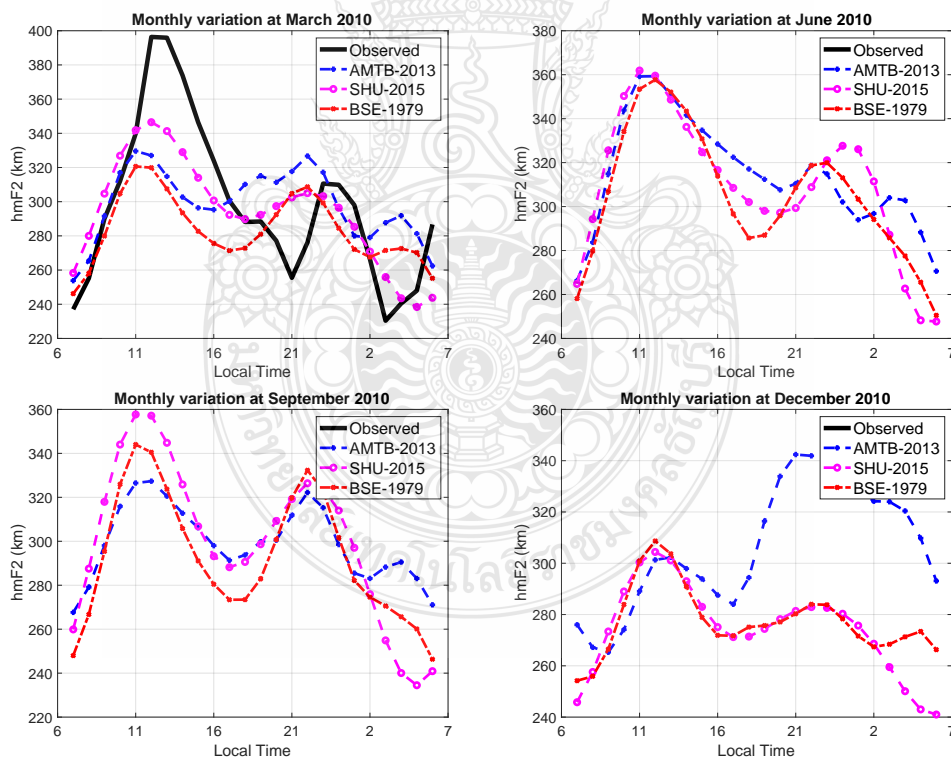 Monthly variation at March 2010
400
380
360
340
320
300
280
260
240
220
hmF2 (km)
6
11
16
21
2
7
Local Time
Observed
AMTB-2013
SHU-2015
BSE-1979
Monthly variation at June 2010
380
360
340
320
300
280
260
240
hmF2 (km)
6
11
16
21
2
7
Local Time
Observed
AMTB-2013
SHU-2015
BSE-1979
Monthly variation at September 2010
360
340
320
300
280
260
240
220
hmF2 (km)
6
11
16
21
2
7
Local Time
Observed
AMTB-2013
SHU-2015
BSE-1979
Monthly variation at December 2010
360
340
320
300
280
260
240
hmF2 (km)
6
11
16
21
2
7
Local Time
Observed
AMTB-2013
SHU-2015
BSE-1979